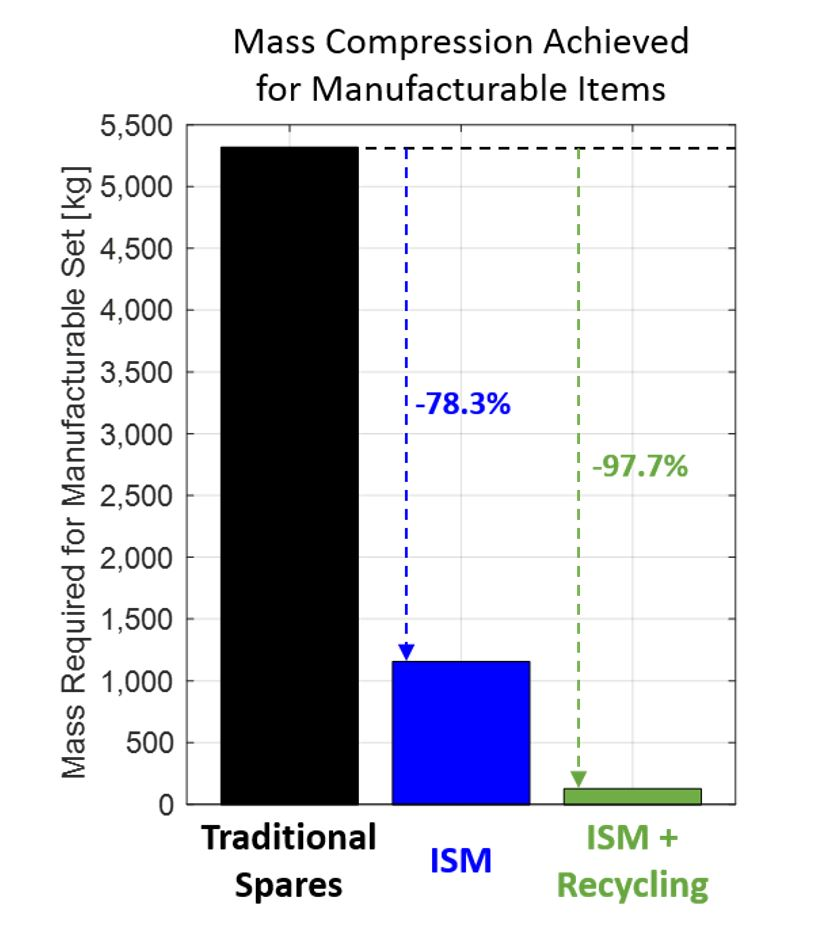 Mass Compression Achieved
for Manufacturable Items
Mass Required for Manufacturable Set [kg]
5,500
5,000
4,500
4,000
3,500
3,000
2,500
2,000
1,500
1,000
500
0
-78.3%
-97.7%
Traditional
Spares
ISM
ISM +
Recycling